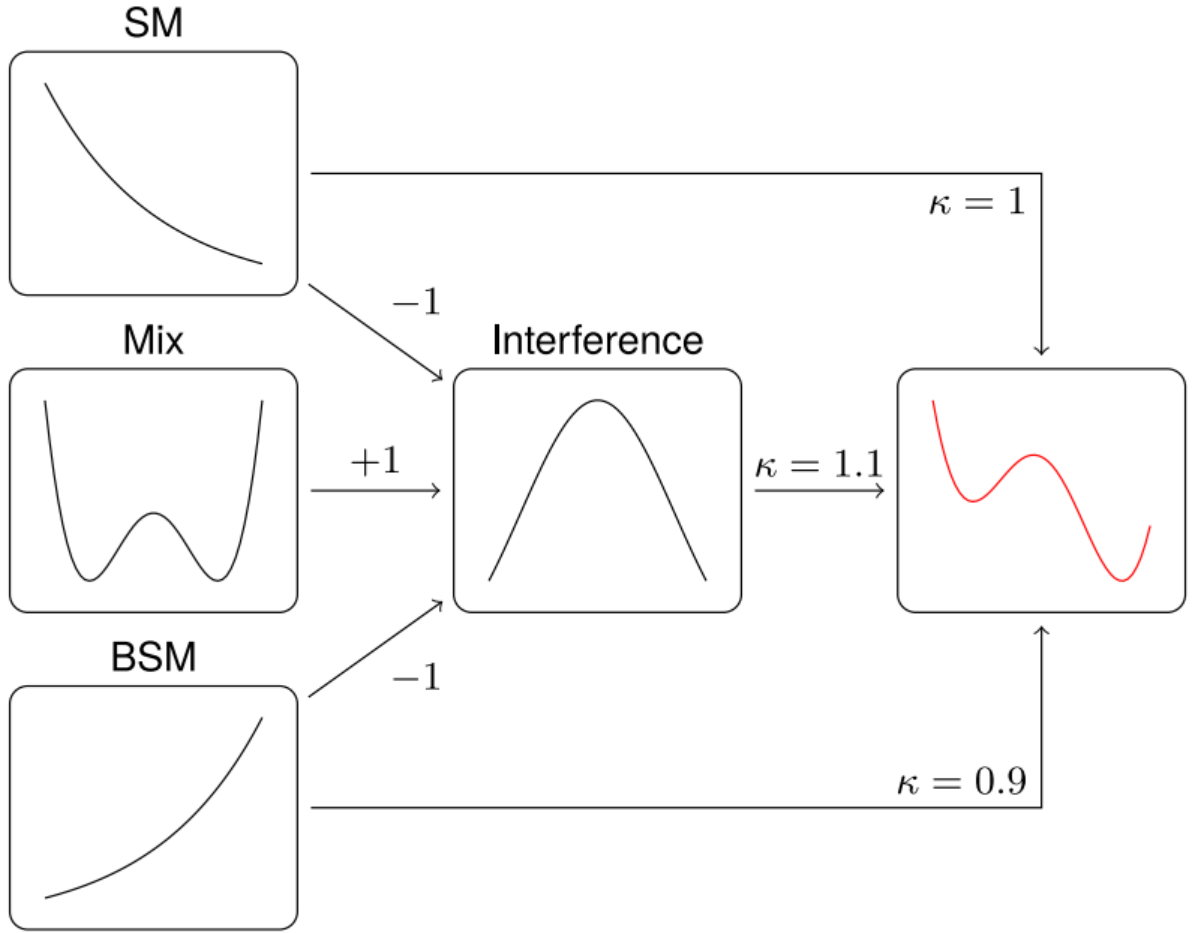 SM
κ = 1
−1
Mix
Interference
+1
κ = 1.1
BSM
−1
κ = 0.9